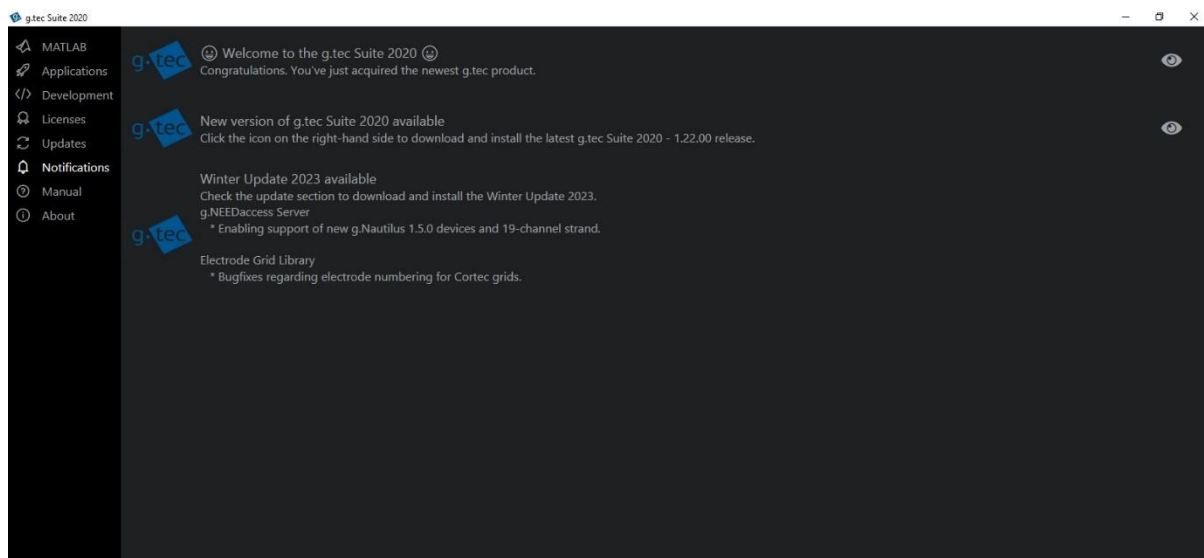 g.tec Suite 2020
MATLAB
Applications
Development
Licenses
Updates
Notifications
Manual
About
g.tec
Welcome to the g.tec Suite 2020
Congratulations. You've just acquired the newest g.tec product.
g.tec
New version of g.tec Suite 2020 available
Click the icon on the right-hand side to download and install the latest g.tec Suite 2020 - 1.22.00 release.
g.tec
Winter Update 2023 available
Check the update section to download and install the Winter Update 2023.
g.NEEDaccess Server
* Enabling support of new g.Nautilus 1.5.0 devices and 19-channel strand.
Electrode Grid Library
* Bugfixes regarding electrode numbering for Cortec grids.